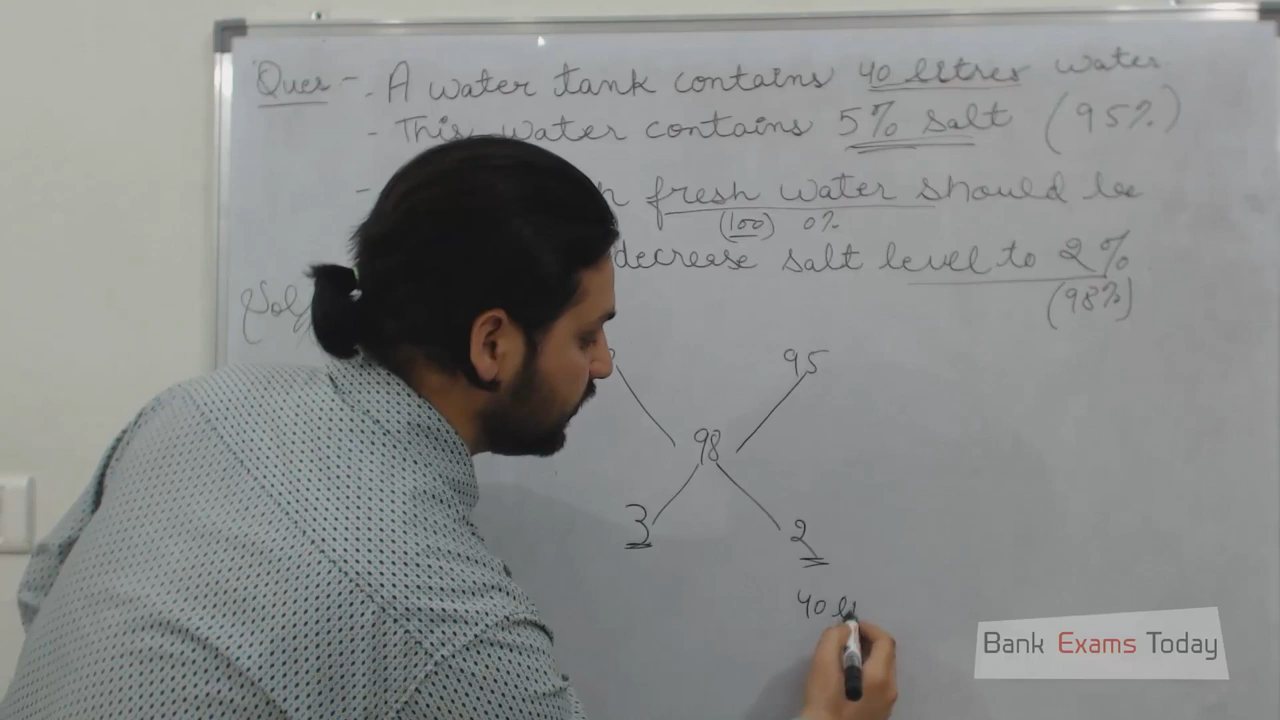 Ques - - A water tank contains 40 litres water
- This water contains 5% salt (95%)
- fresh water should be
(100) 0%
decrease salt level to 2%
(98%)
95
98
3 2
40
Bank Exams Today